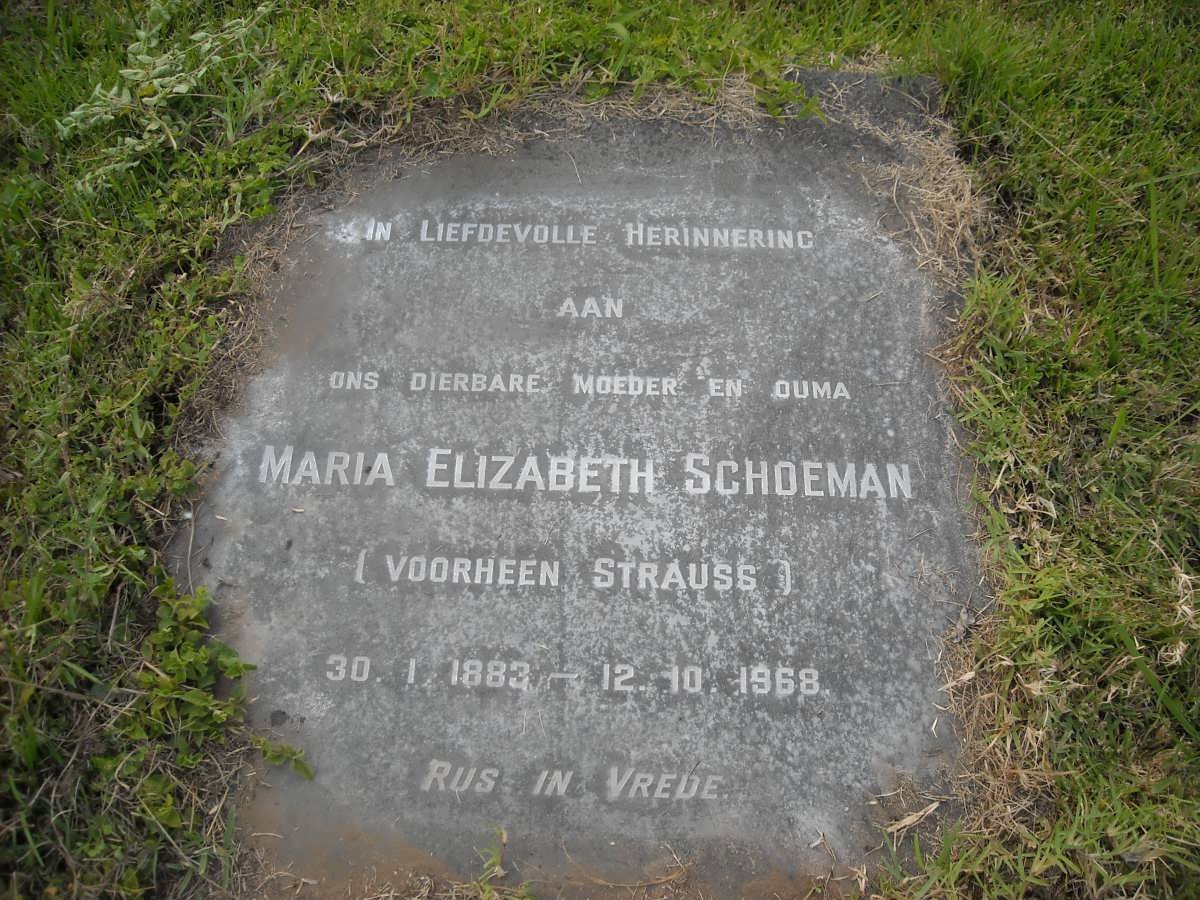 In Liefdevolle Herinnering
AAN
ONS DIERBARE MOEDER EN OUMA
MARIA ELIZABETH SCHOEMAN
( VOORHEEN STRAUSS )
30. 1. 1883 — 12. 10. 1968.
RUS IN VREDE.